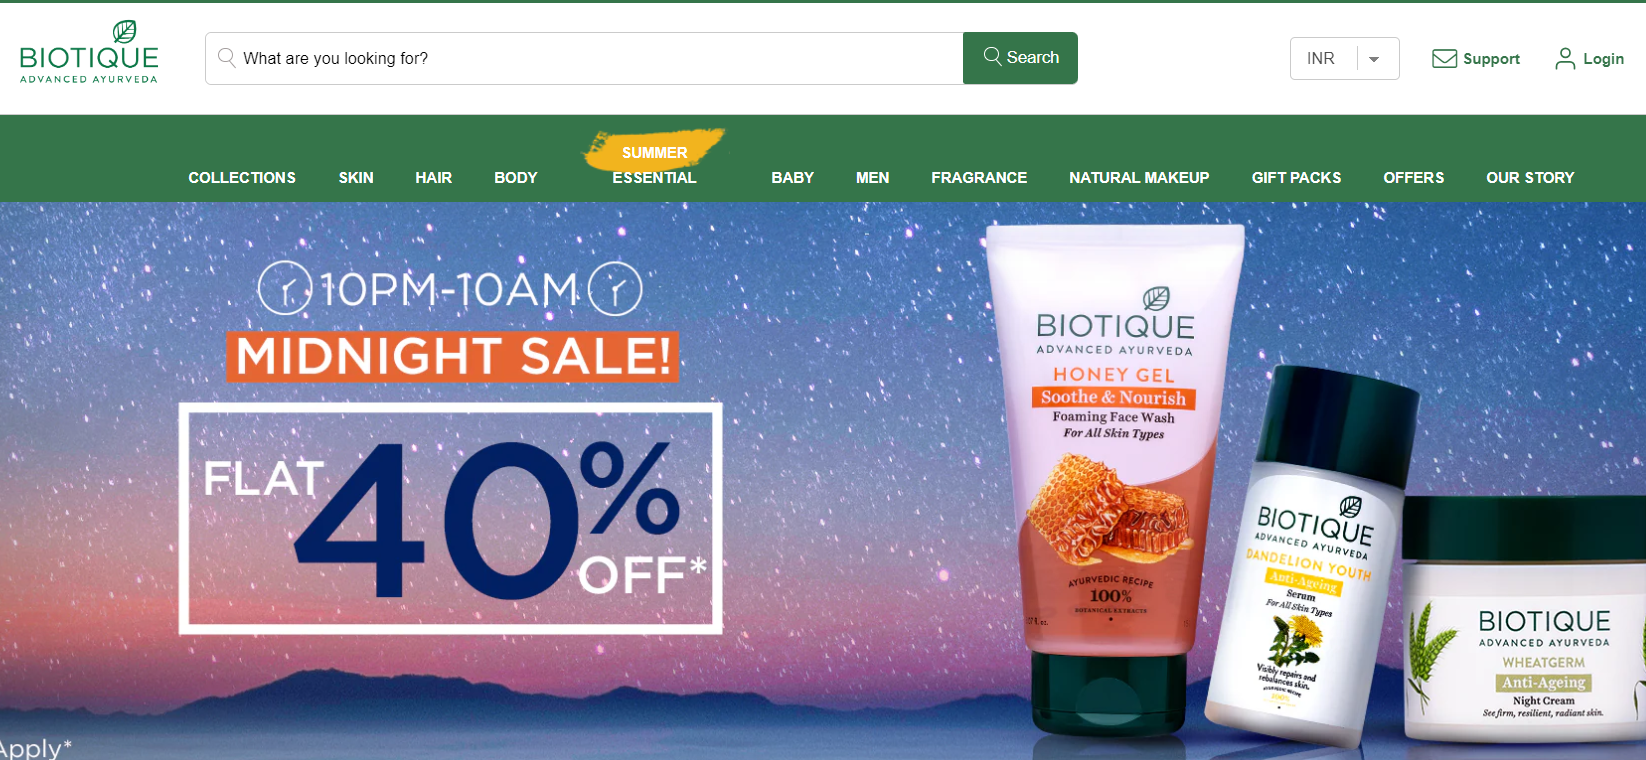 BIOTIQUE
ADVANCED AYURVEDA
What are you looking for?
Search
INR
Support
Login
COLLECTIONS
SKIN
HAIR
BODY
SUMMER
ESSENTIAL
BABY
MEN
FRAGRANCE
NATURAL MAKEUP
GIFT PACKS
OFFERS
OUR STORY
10PM-10AM
MIDNIGHT SALE!
FLAT
40%
OFF*
Apply*
BIOTIQUE
ADVANCED AYURVEDA
HONEY GEL
Soothe & Nourish
Foaming Face Wash
For All Skin Types
AYURVEDIC RECIPE
100%
BOTANICAL EXTRACTS
BIOTIQUE
ADVANCED AYURVEDA
DANDELION YOUTH
Anti-Ageing
Serum
For All Skin Types
Visibly repairs and
rebalances skin.
AYURVEDIC RECIPE
BIOTIQUE
ADVANCED AYURVEDA
WHEATGERM
Anti-Ageing
Night Cream
See firm, resilient, radiant skin.